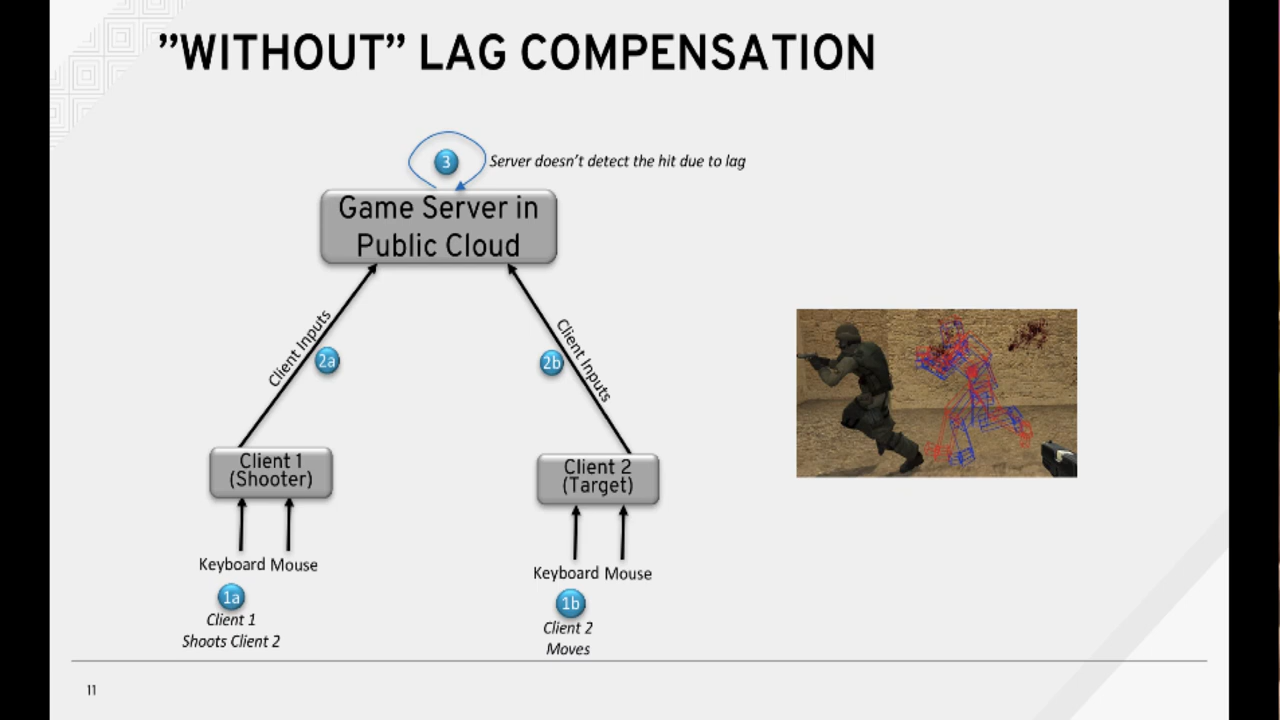 ”WITHOUT” LAG COMPENSATION
3
Server doesn’t detect the hit due to lag
Game Server in
Public Cloud
Client Inputs
2a
2b
Client Inputs
Client 1
(Shooter)
Client 2
(Target)
Keyboard Mouse
Keyboard Mouse
1a
1b
Client 1
Shoots Client 2
Client 2
Moves
11